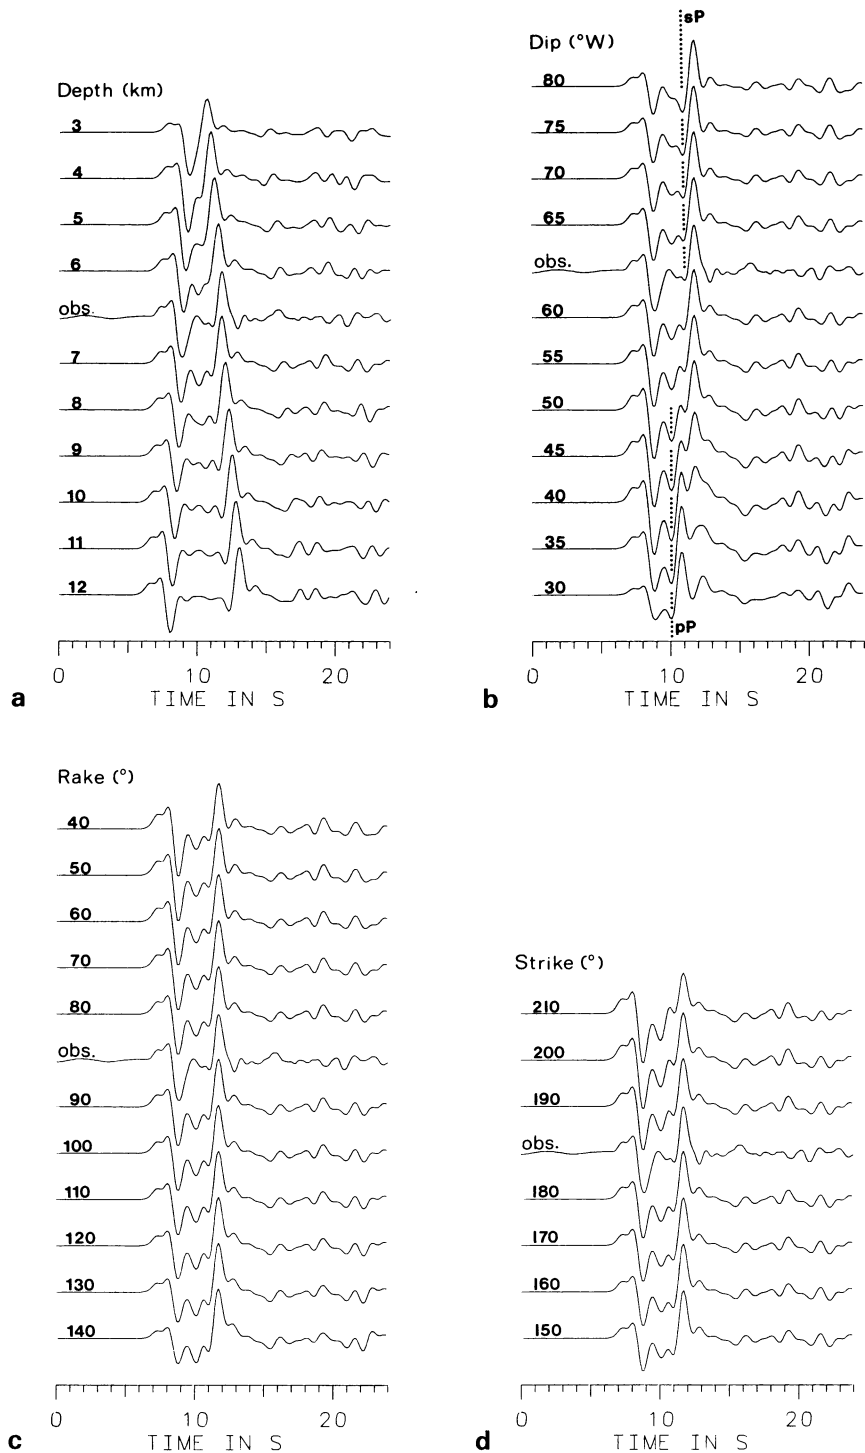 Depth (km)
3
4
5
6
obs.
7
8
9
10
11
12
0 10 20
TIME IN S
a
sP
Dip (°W)
80
75
70
65
obs.
60
55
50
45
40
35
30
pP
0 10 20
TIME IN S
b
Rake (°)
40
50
60
70
80
obs.
90
100
110
120
130
140
0 10 20
TIME IN S
c
Strike (°)
210
200
190
obs.
180
170
160
150
0 10 20
TIME IN S
d